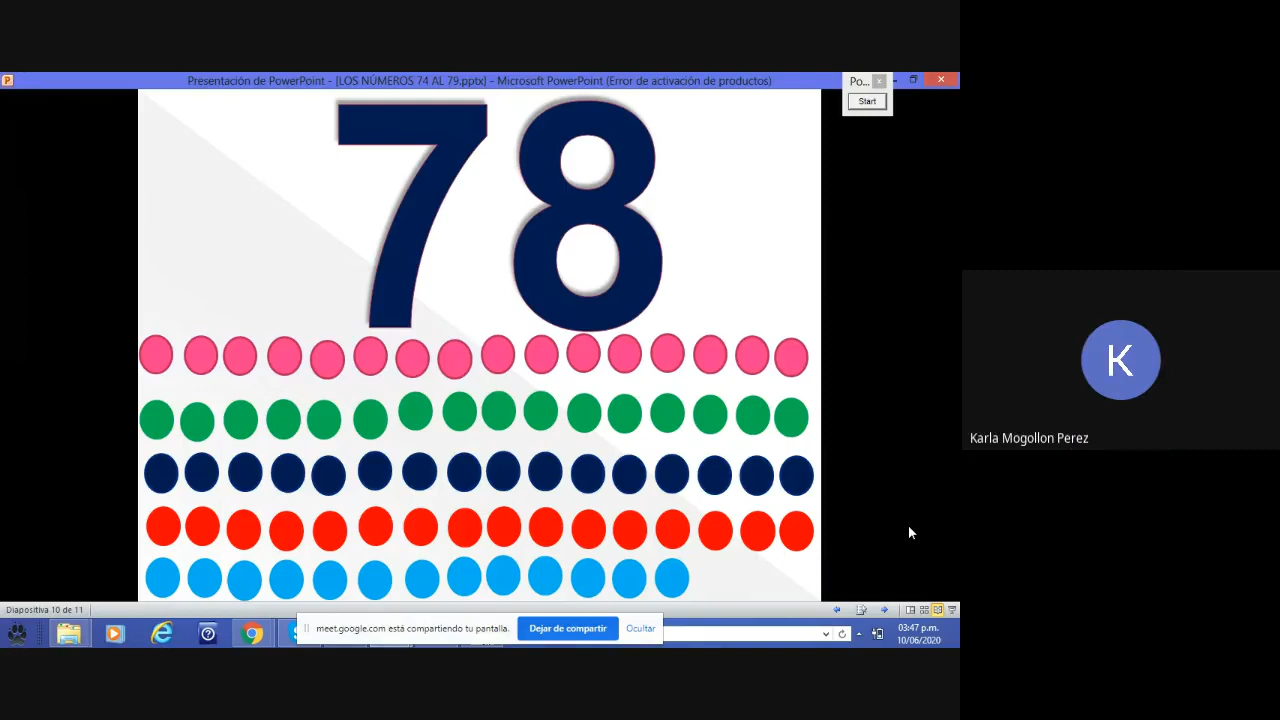 Presentación de PowerPoint - [LOS NÚMEROS 74 AL 79.pptx] - Microsoft PowerPoint (Error de activación de productos)
Po...
Start
78
K
Karla Mogollon Perez
Diapositiva 10 de 11
meet.google.com está compartiendo tu pantalla.
Dejar de compartir
Ocultar
03:47 p.m.
10/06/2020